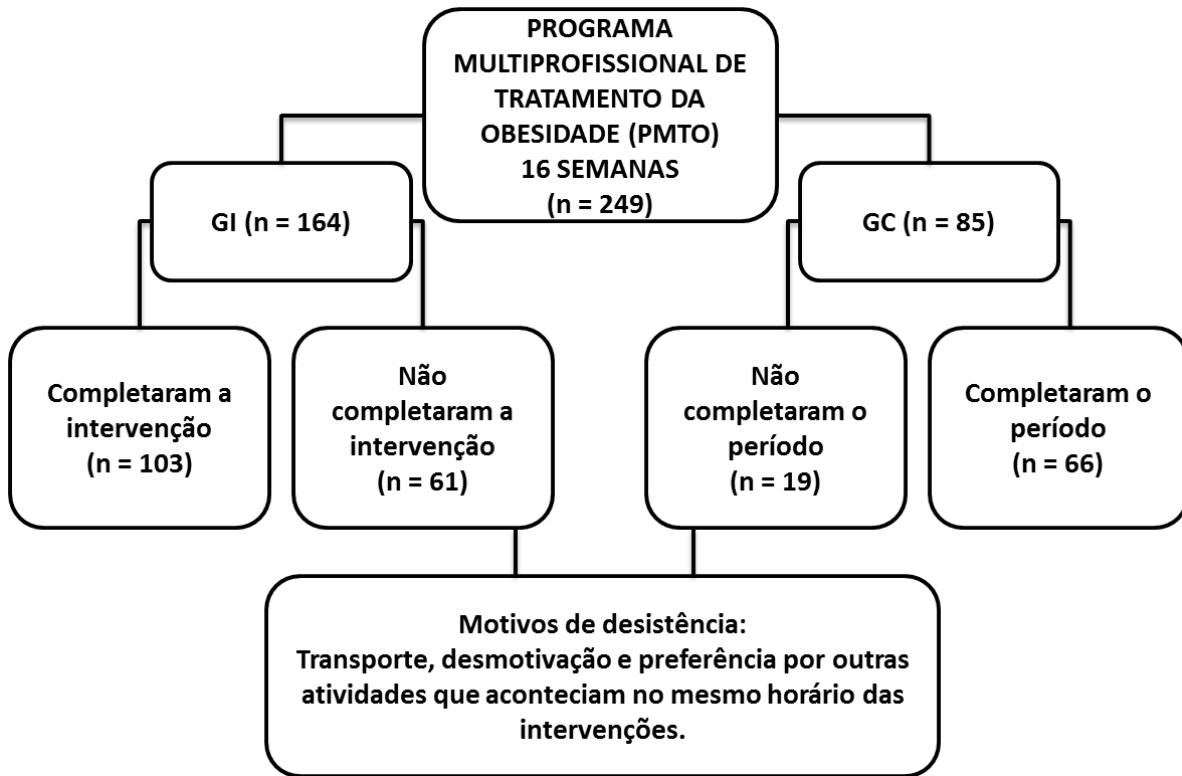 PROGRAMA
MULTIPROFISSIONAL DE
TRATAMENTO DA
OBESIDADE (PMTO)
16 SEMANAS
(n = 249)
GI (n = 164)
GC (n = 85)
Completaram a
intervenção
(n = 103)
Não
completaram a
intervenção
(n = 61)
Não
completaram o
período
(n = 19)
Completaram o
período
(n = 66)
Motivos de desistência:
Transporte, desmotivação e preferência por outras
atividades que aconteciam no mesmo horário das
intervenções.